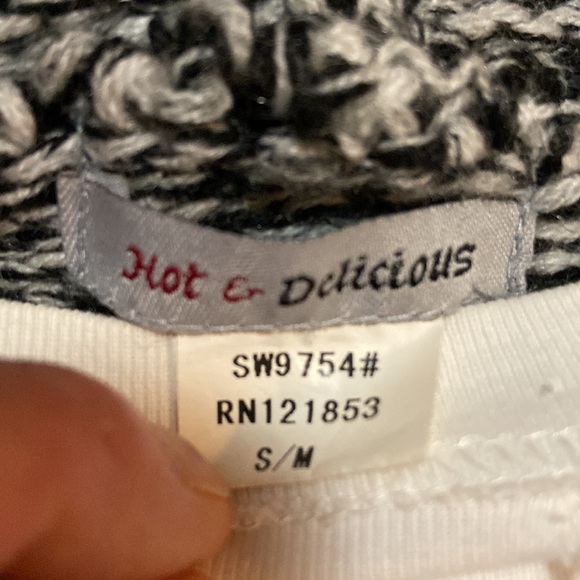 Hot & Delicious
SW9754#
RN121853
S/M